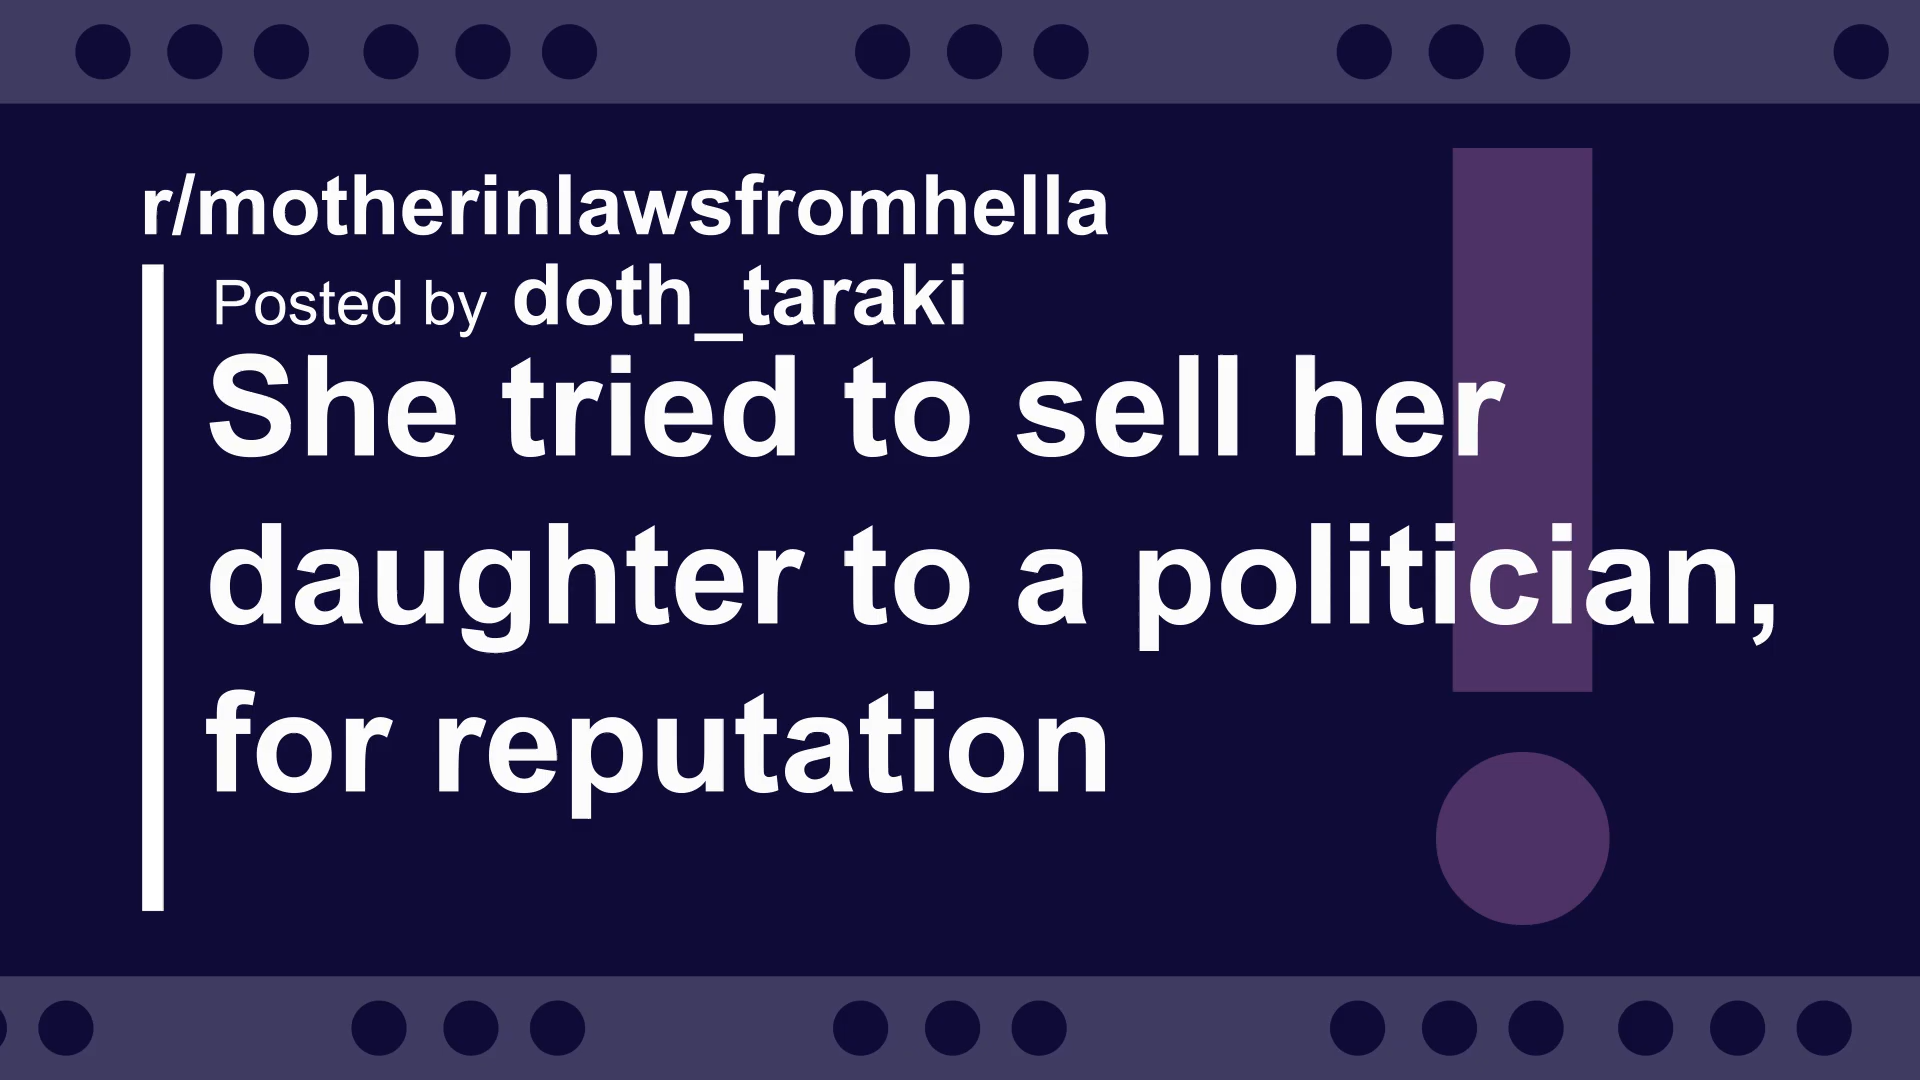 r/motherinlawsfromhella
Posted by doth_taraki
She tried to sell her
daughter to a politician,
for reputation